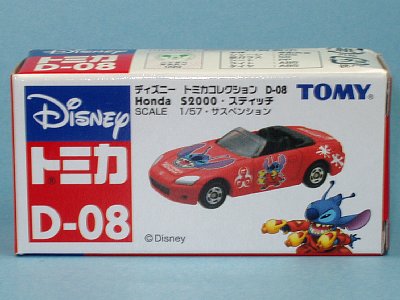 Disney
トミカ
D-08
ディズニー トミカコレクション D-08
Honda S2000・スティッチ
SCALE 1/57・サスペンション
TOMY
©Disney
Disney
D-08